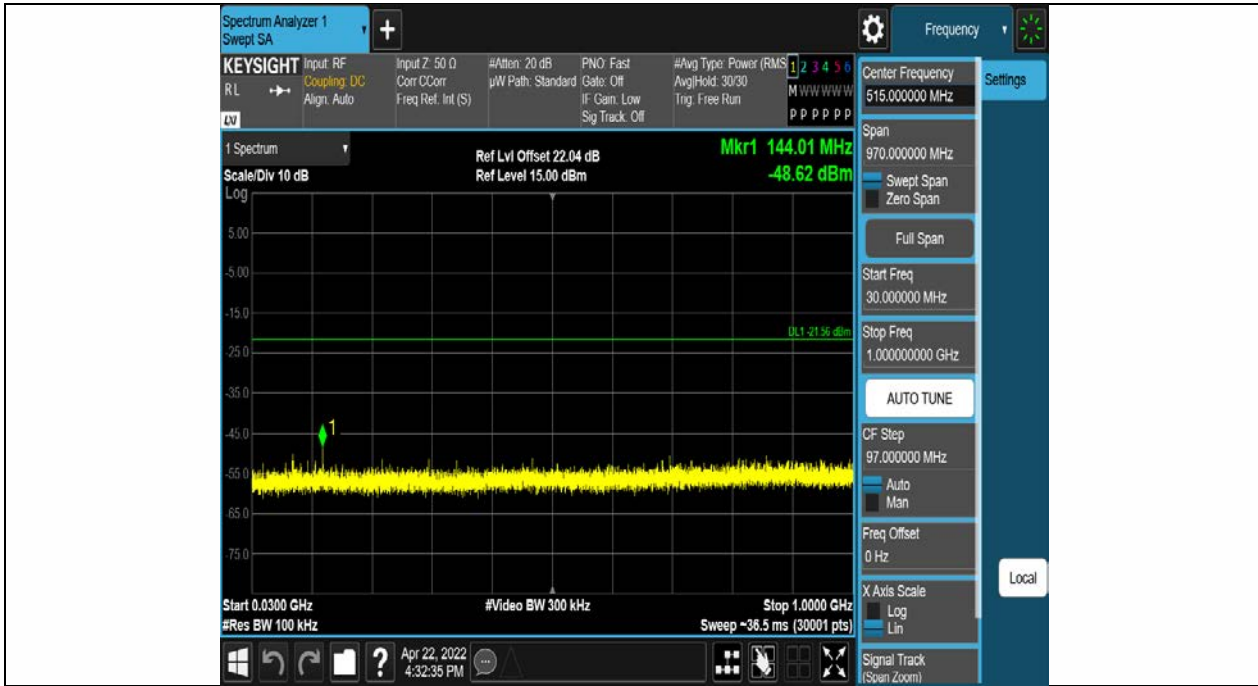 Spectrum Analyzer 1
Swept SA
+
Frequency
KEYSIGHT
RL
LXI
Input: RF
Coupling: DC
Align: Auto
Input Z: 50 Ω
Corr CCorr
Freq Ref: Int (S)
#Atten: 20 dB
µW Path: Standard
PNO: Fast
Gate: Off
IF Gain: Low
Sig Track: Off
#Avg Type: Power (RMS
Avg|Hold: 30/30
Trig: Free Run
1 2 3 4 5 6
M W W W W W
P P P P P P
1 Spectrum
Scale/Div 10 dB
Ref Lvl Offset 22.04 dB
Ref Level 15.00 dBm
Mkr1 144.01 MHz
-48.62 dBm
Log
5.00
-5.00
-15.0
DL1 -21.56 dBm
-25.0
-35.0
-45.0
1
-55.0
-65.0
-75.0
Start 0.0300 GHz
#Res BW 100 kHz
#Video BW 300 kHz
Stop 1.0000 GHz
Sweep ~36.5 ms (30001 pts)
Center Frequency
515.000000 MHz
Settings
Span
970.000000 MHz
Swept Span
Zero Span
Full Span
Start Freq
30.000000 MHz
Stop Freq
1.000000000 GHz
AUTO TUNE
CF Step
97.000000 MHz
Auto
Man
Freq Offset
0 Hz
X Axis Scale
Log
Lin
Local
Signal Track
(Span Zoom)
?
Apr 22, 2022
4:32:35 PM